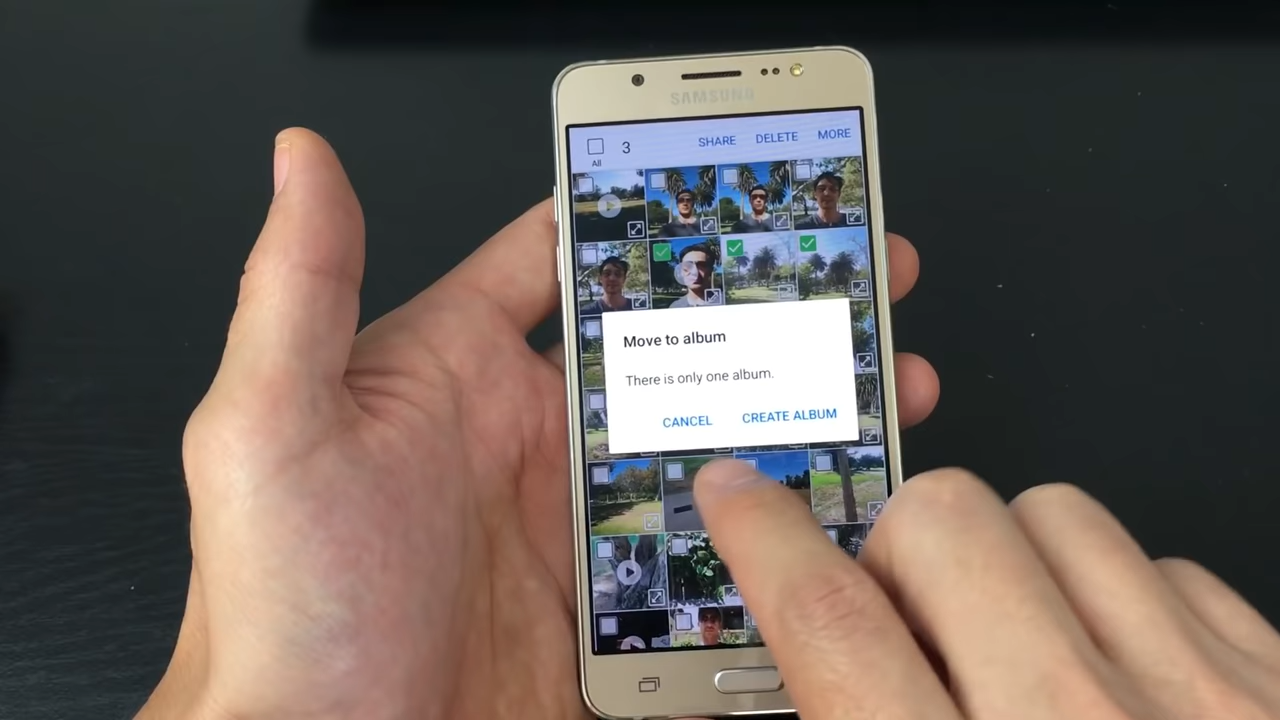 SAMSUNG
3 SHARE DELETE MORE
All
Move to album
There is only one album.
CANCEL CREATE ALBUM